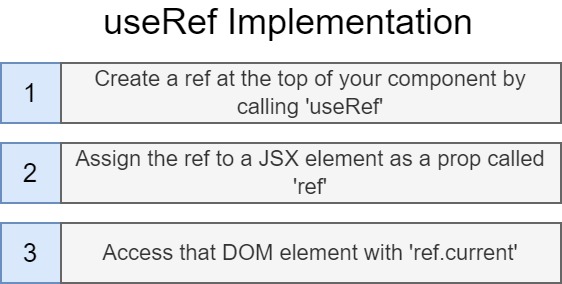 useRef Implementation
1
Create a ref at the top of your component by
calling 'useRef'
2
Assign the ref to a JSX element as a prop called
'ref'
3
Access that DOM element with 'ref.current'